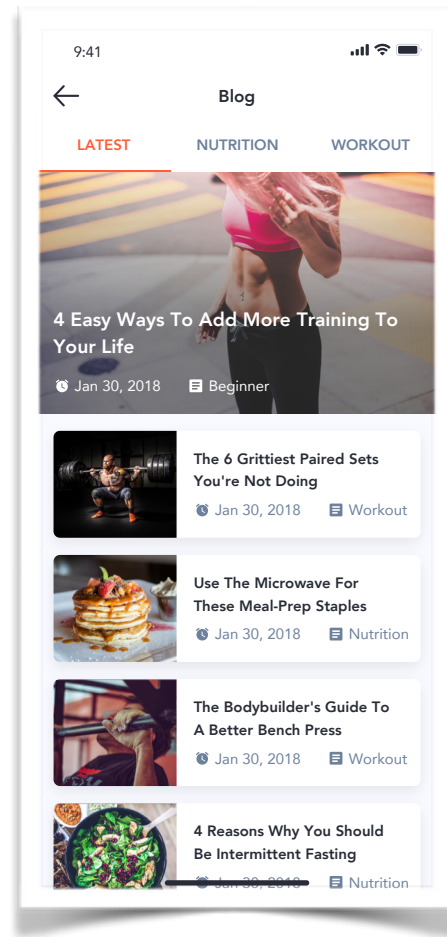 9:41
Blog
LATEST NUTRITION WORKOUT
4 Easy Ways To Add More Training To
Your Life
Jan 30, 2018 Beginner
The 6 Grittiest Paired Sets
You're Not Doing
Jan 30, 2018 Workout
Use The Microwave For
These Meal-Prep Staples
Jan 30, 2018 Nutrition
The Bodybuilder's Guide To
A Better Bench Press
Jan 30, 2018 Workout
4 Reasons Why You Should
Be Intermittent Fasting
Jan 30, 2018 Nutrition